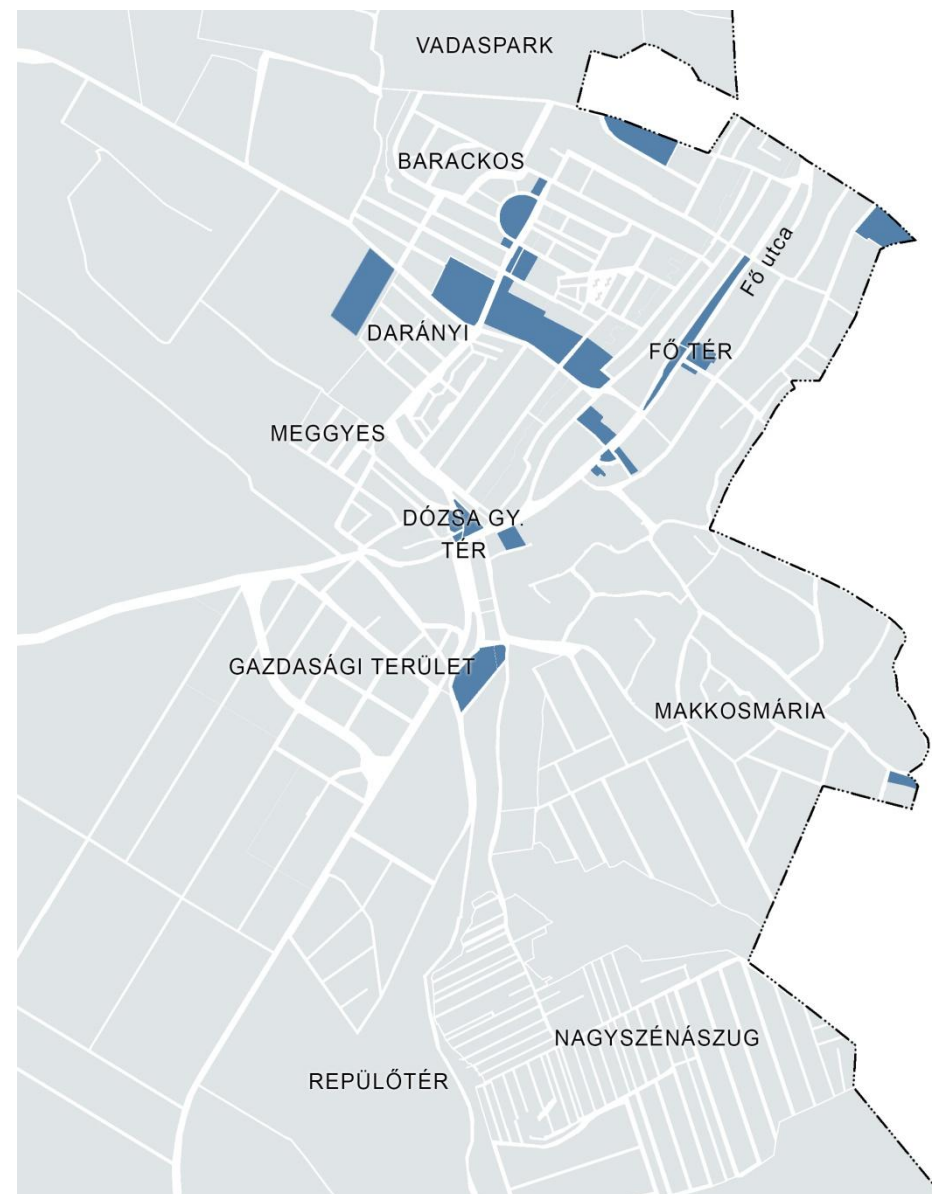 VADASPARK
BARACKOS
Fő utca
DARÁNYI
FŐ TÉR
MEGGYES
DÓZSA GY.
TÉR
GAZDASÁGI TERÜLET
MAKKOSMÁRIA
NAGYSZÉNÁSZUG
REPÜLŐTÉR